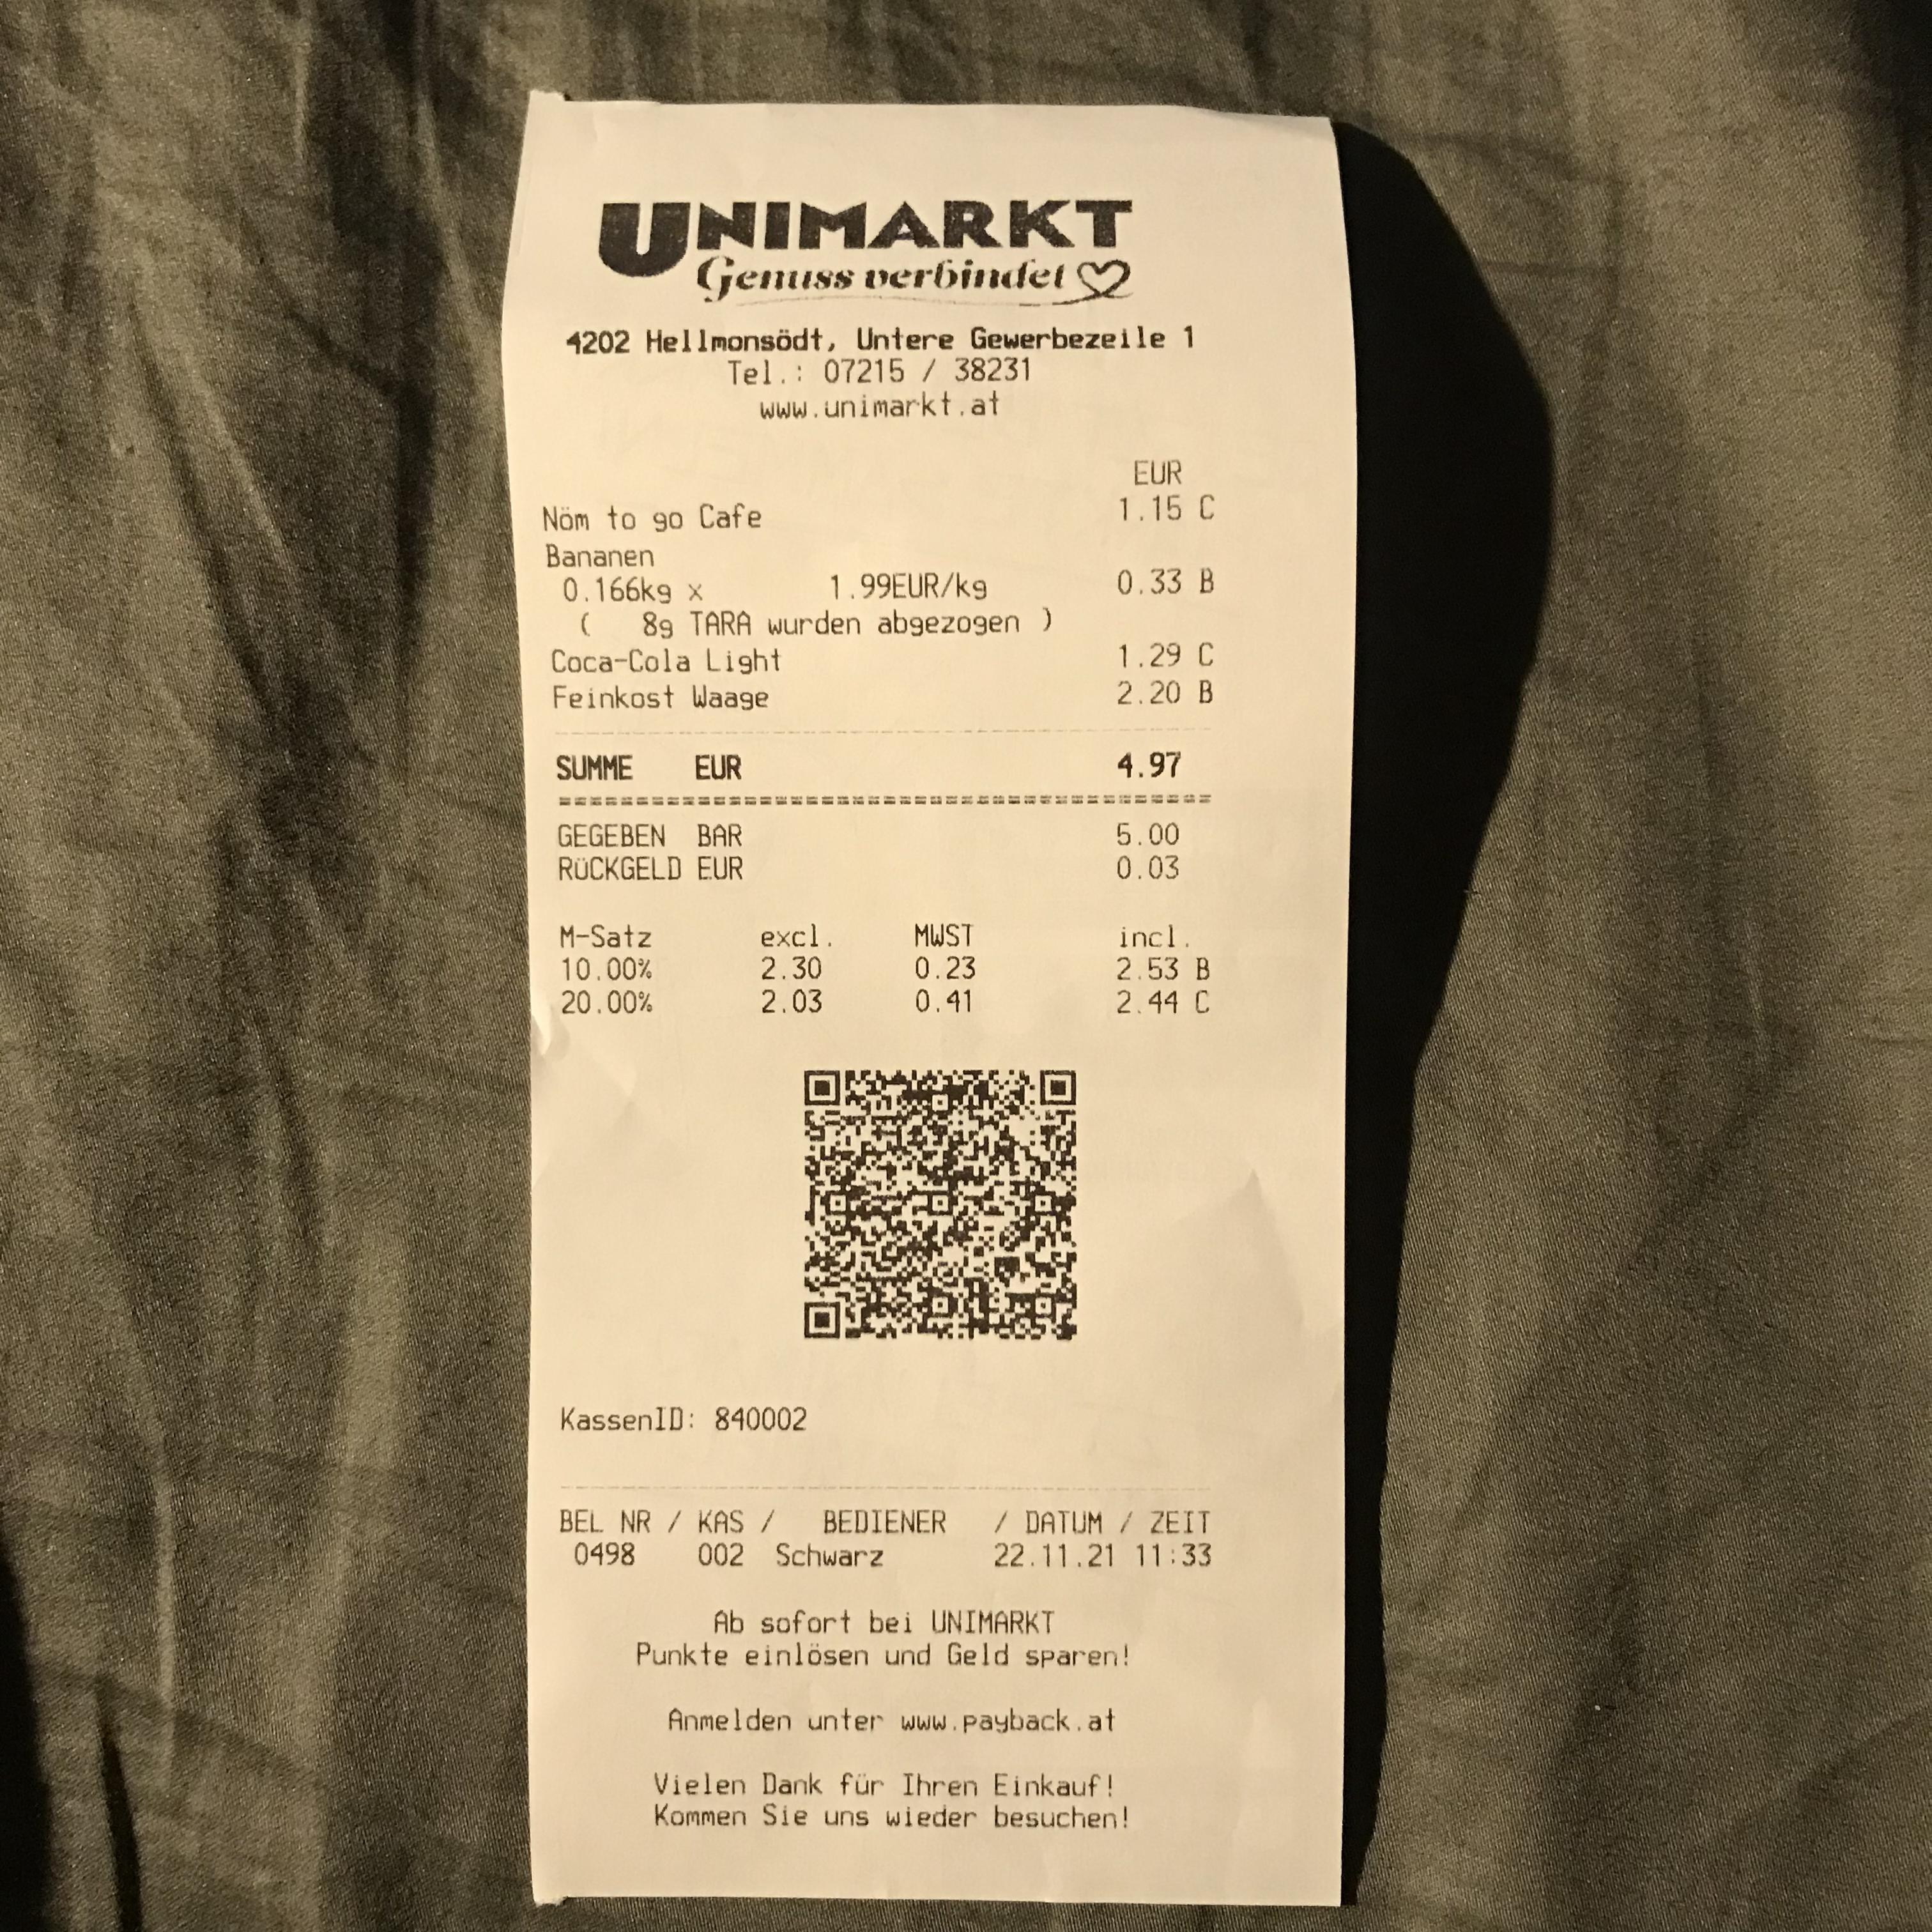 UNIMARKT
Genuss verbindet
4202 Hellmonsödt, Untere Gewerbezeile 1
Tel.: 07215 / 38231
www.unimarkt.at
EUR
Nöm to go Cafe 1.15 C
Bananen
0.166kg x 1.99EUR/kg 0.33 B
( 8g TARA wurden abgezogen )
Coca-Cola Light 1.29 C
Feinkost Waage 2.20 B
SUMME EUR 4.97
GEGEBEN BAR 5.00
RÜCKGELD EUR 0.03
M-Satz excl. MWST incl.
10.00% 2.30 0.23 2.53 B
20.00% 2.03 0.41 2.44 C
KassenID: 840002
BEL NR / KAS / BEDIENER / DATUM / ZEIT
0498 002 Schwarz 22.11.21 11:33
Ab sofort bei UNIMARKT
Punkte einlösen und Geld sparen!
Anmelden unter www.payback.at
Vielen Dank für Ihren Einkauf!
Kommen Sie uns wieder besuchen!